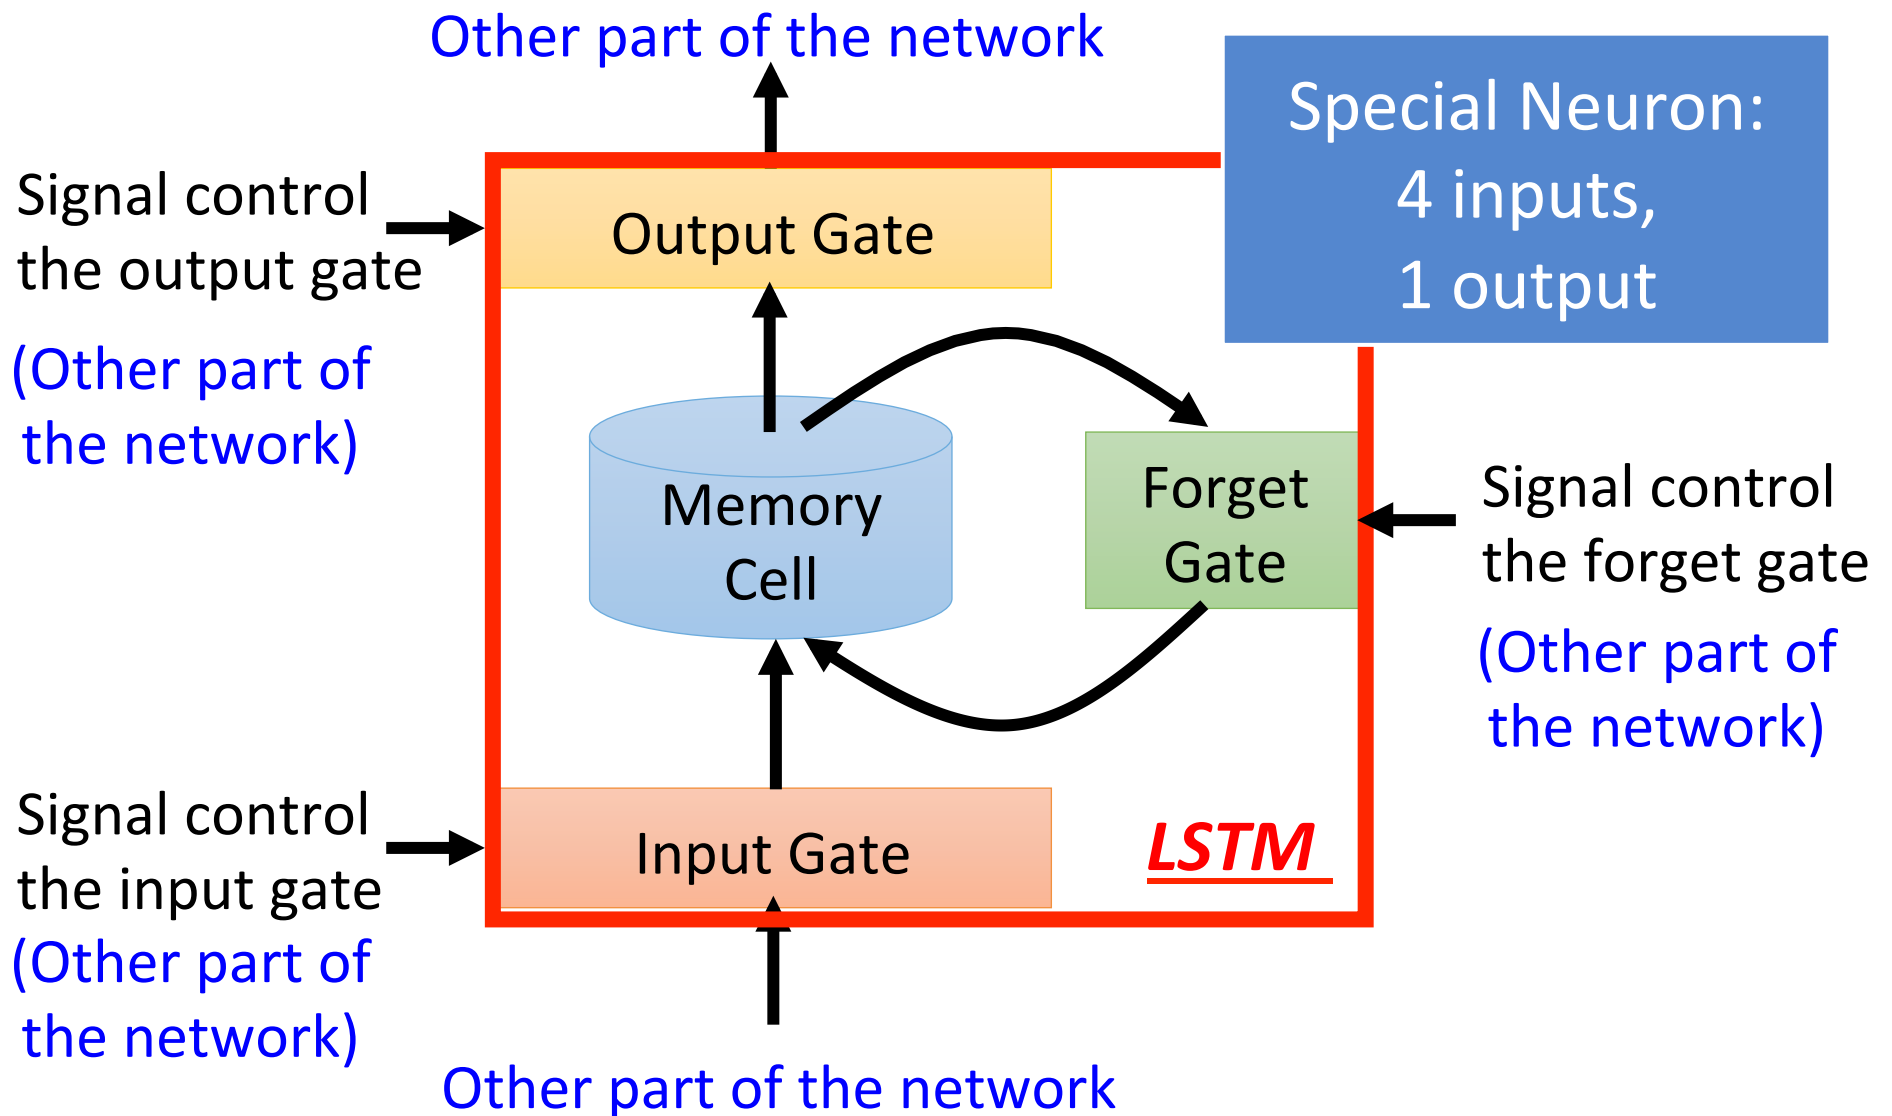 Other part of the network
Special Neuron:
4 inputs,
1 output
Signal control
the output gate
(Other part of
the network)
Output Gate
Memory
Cell
Forget
Gate
Signal control
the forget gate
(Other part of
the network)
Signal control
the input gate
(Other part of
the network)
Input Gate
LSTM
Other part of the network